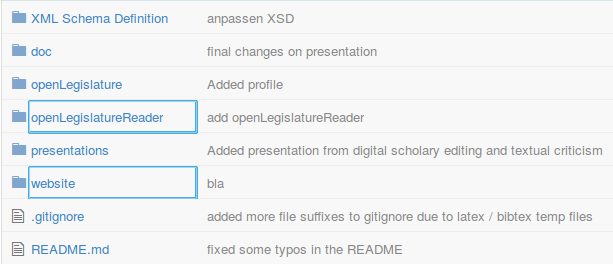 XML Schema Definition anpassen XSD
doc final changes on presentation
openLegislature Added profile
openLegislatureReader add openLegislatureReader
presentations Added presentation from digital scholary editing and textual criticism
website bla
.gitignore added more file suffixes to gitignore due to latex / bibtex temp files
README.md fixed some typos in the README